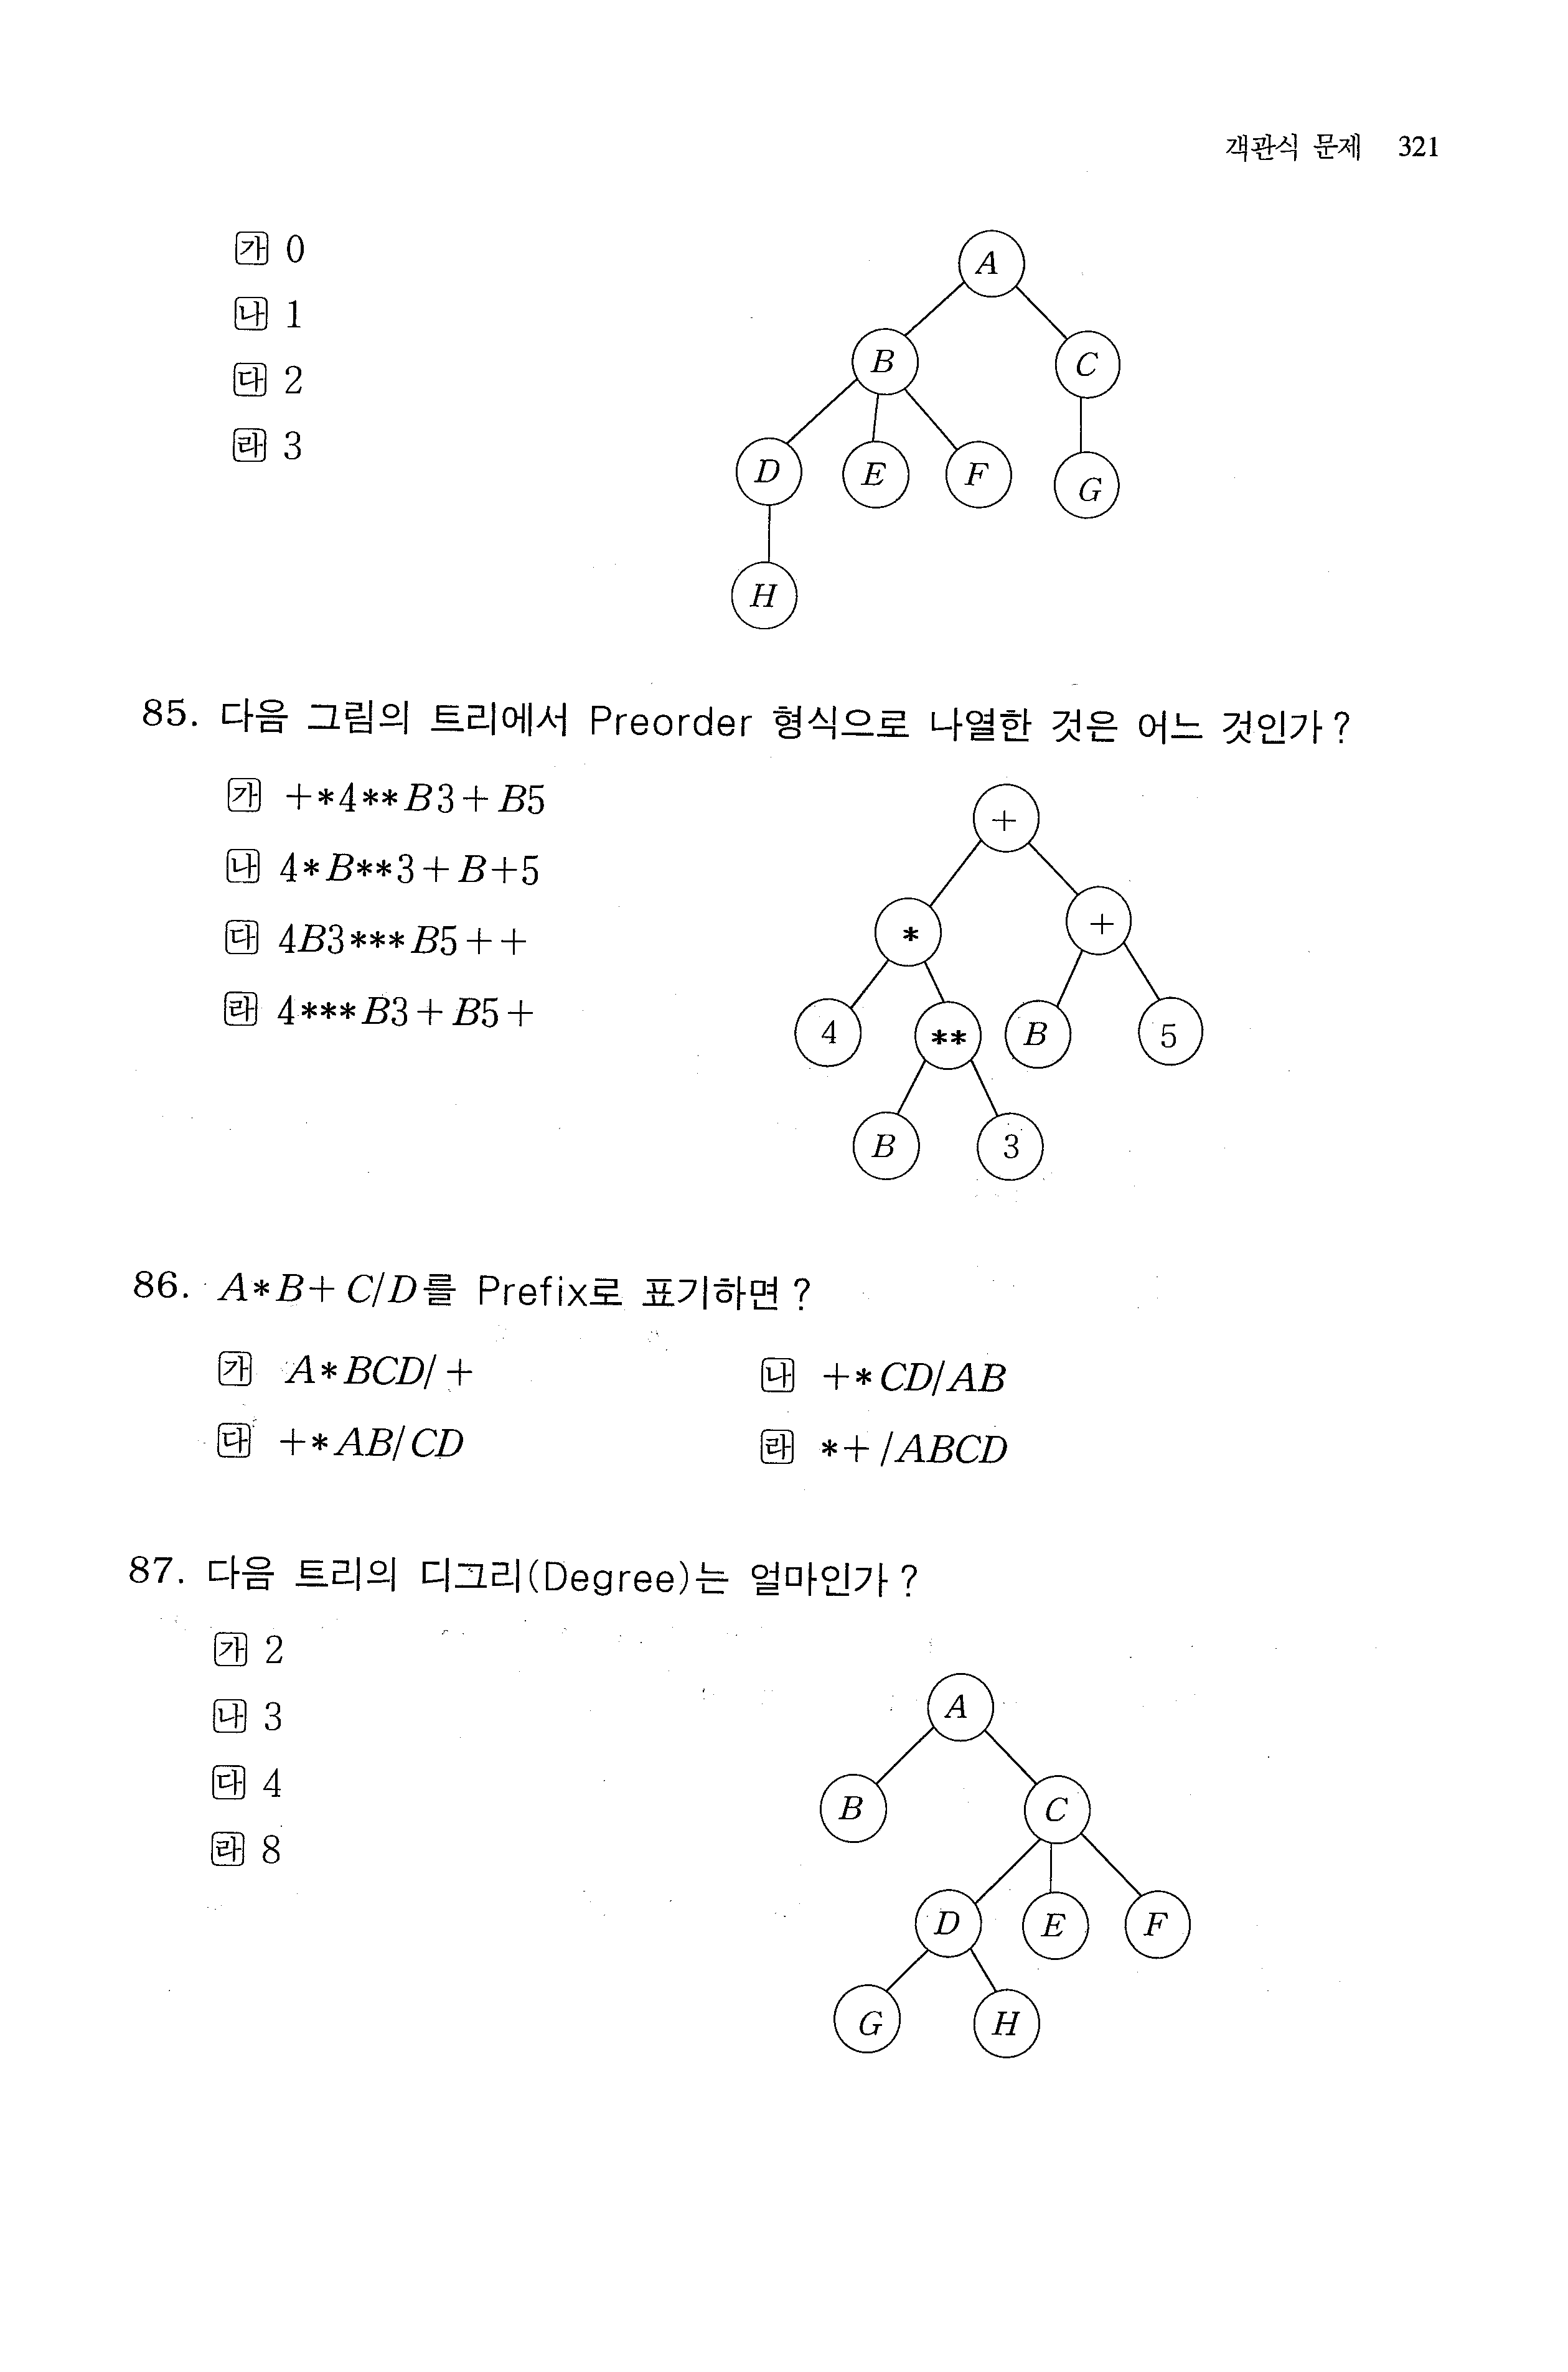 객관식 문제 321
㉮ 0
㉯ 1
㉰ 2
㉱ 3
A
B
C
D
E
F
G
H
85. 다음 그림의 트리에서 Preorder 형식으로 나열한 것은 어느 것인가?
㉮ +*4**B3+B5
㉯ 4*B**3+B+5
㉰ 4B3***B5++
㉱ 4***B3+B5+
+
*
+
4
**
B
5
B
3
86. A*B+C/D를 Prefix로 표기하면?
㉮ A*BCD/+
㉯ +*CD/AB
㉰ +*AB/CD
㉱ *+/ABCD
87. 다음 트리의 디그리(Degree)는 얼마인가?
㉮ 2
㉯ 3
㉰ 4
㉱ 8
A
B
C
D
E
F
G
H